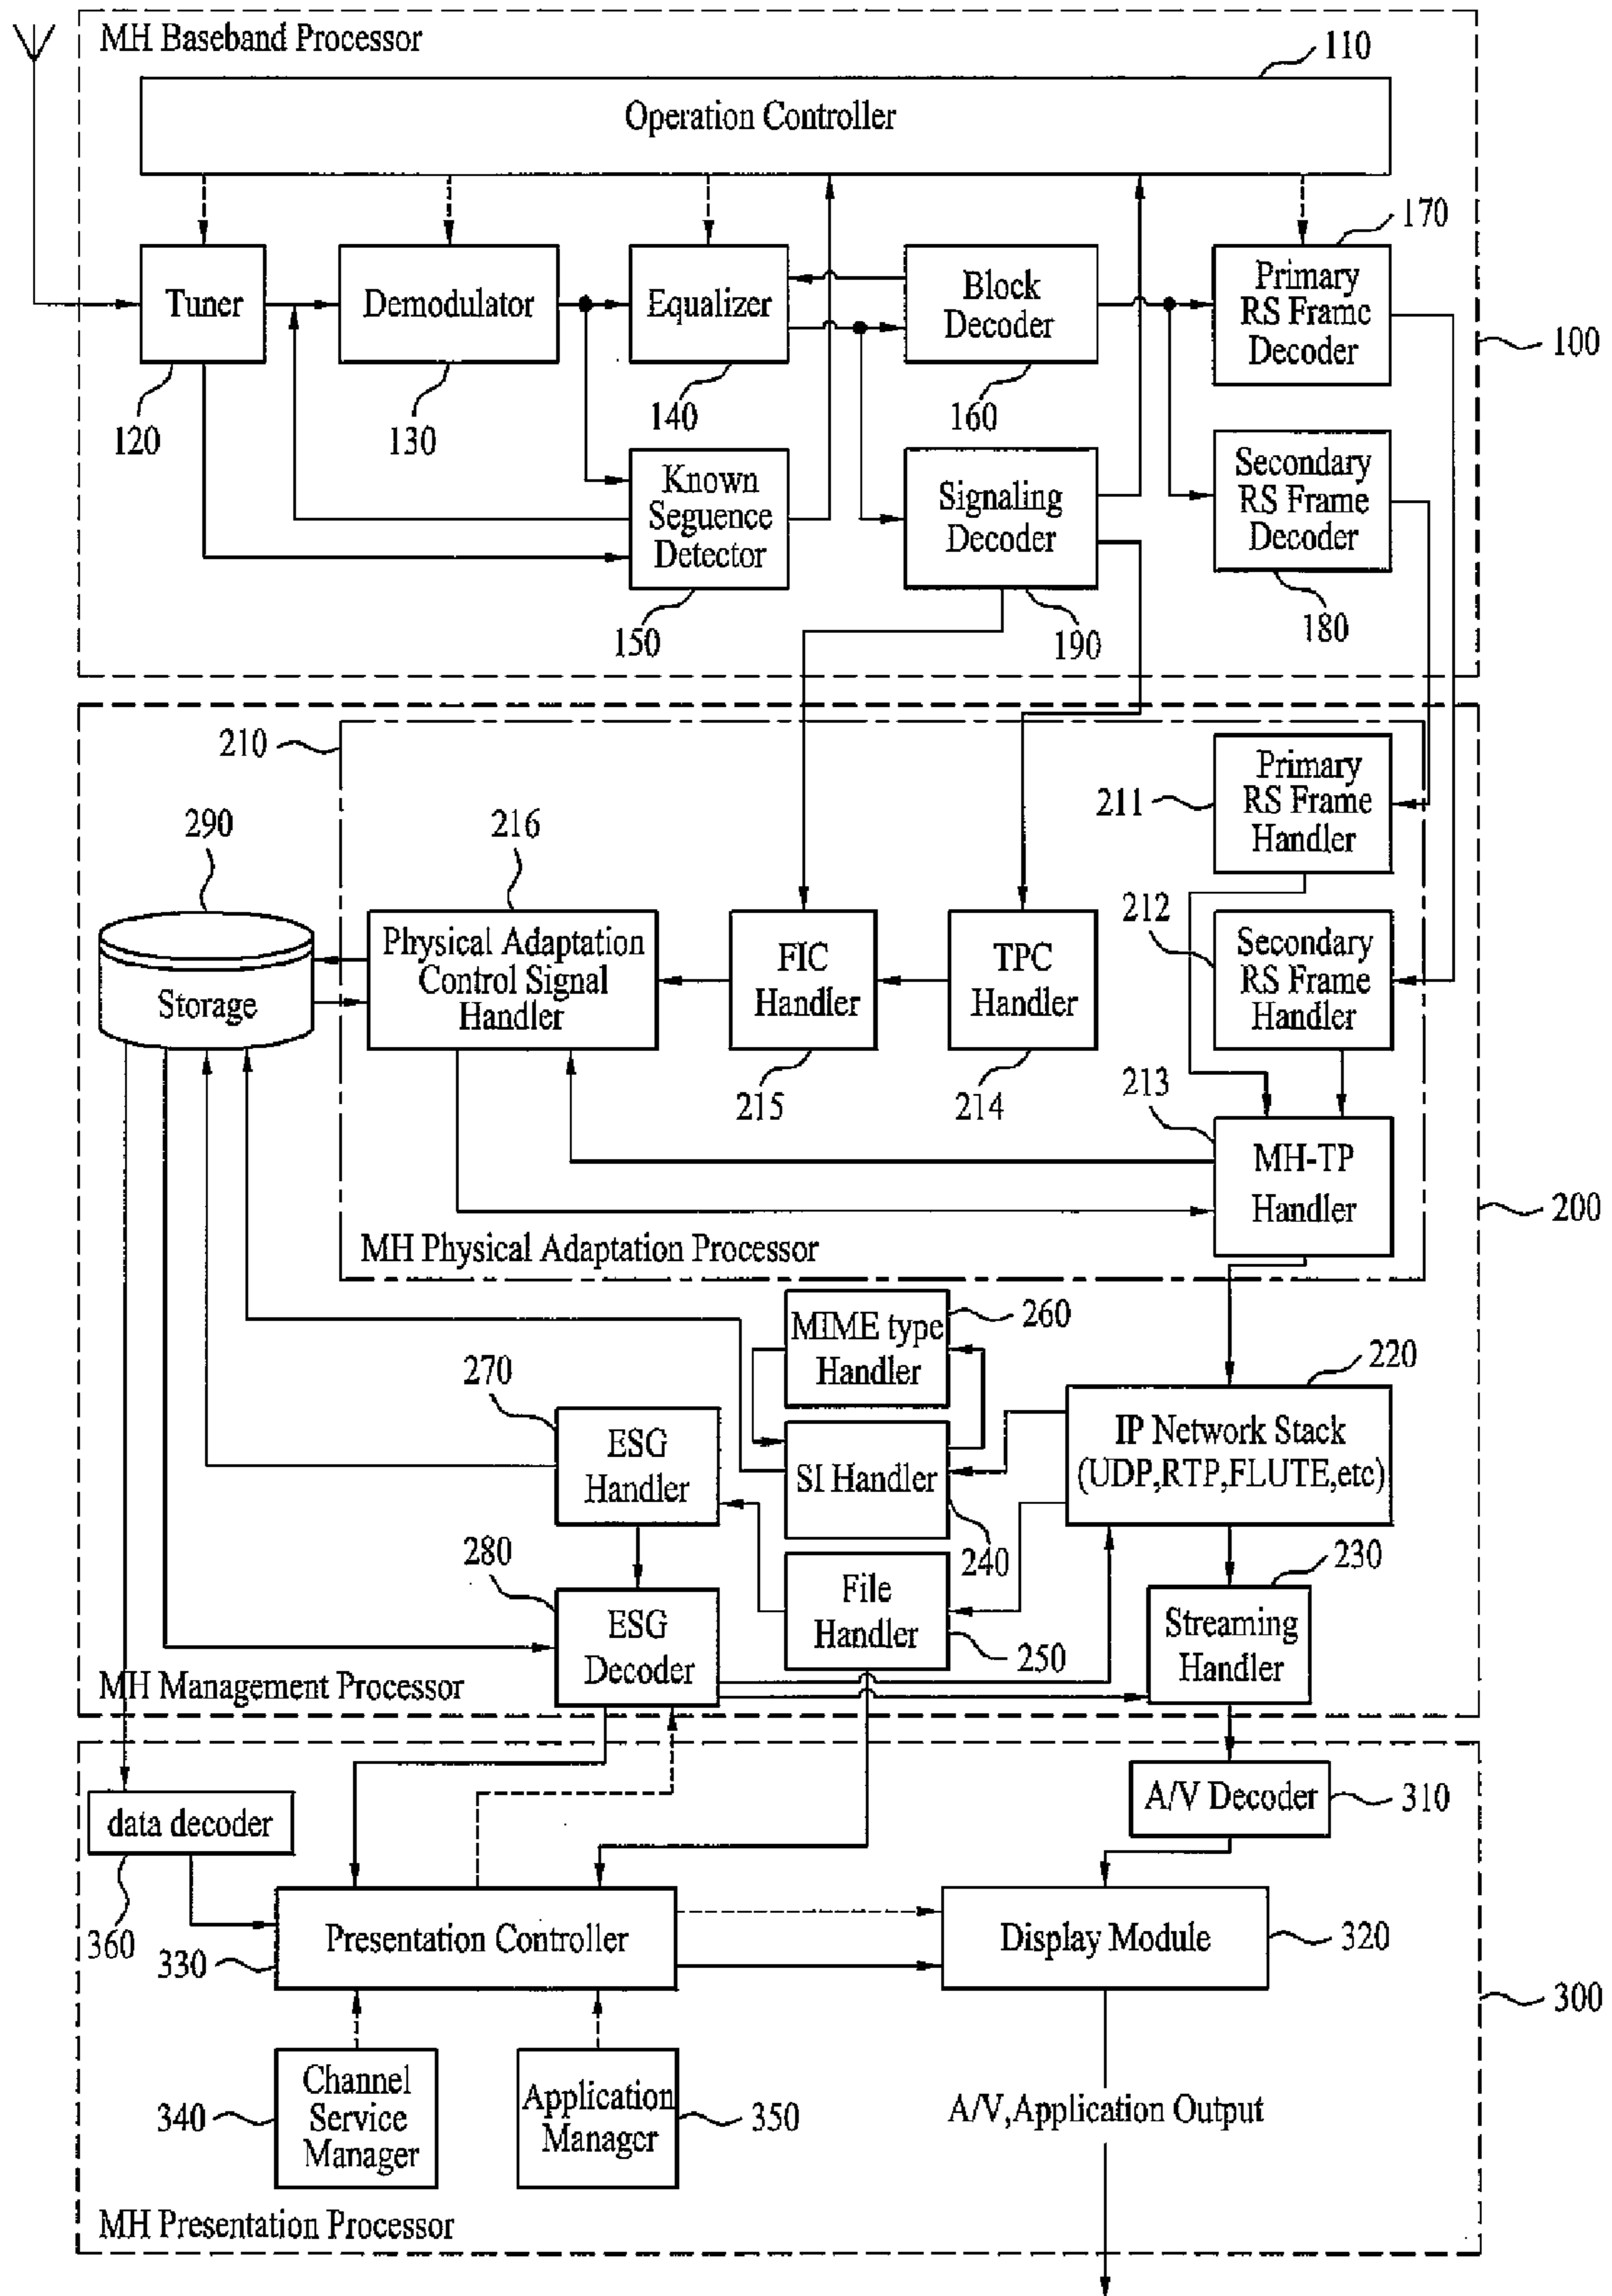 MH Baseband Processor
110
Operation Controller
170
Tuner
Demodulator
Equalizer
Block
Decoder
Primary
RS Frame
Decoder
100
120
130
140
160
Known
Seguence
Detector
Signaling
Decoder
Secondary
RS Frame
Decoder
150
190
180
210
Primary
RS Frame
Handler
211
290
216
212
Storage
Physical Adaptation
Control Signal
Handler
FIC
Handler
TPC
Handler
Secondary
RS Frame
Handler
215
214
213
MH-TP
Handler
200
MH Physical Adaptation Processor
MIME type
Handler
260
270
220
ESG
Handler
SI Handler
IP Network Stack
(UDP,RTP,FLUTE,etc)
280
240
230
ESG
Decoder
File
Handler
250
Streaming
Handler
MH Management Processor
data decoder
A/V Decoder
310
360
330
Presentation Controller
Display Module
320
300
340
Channel
Service
Manager
Application
Manager
350
A/V,Application Output
MH Presentation Processor